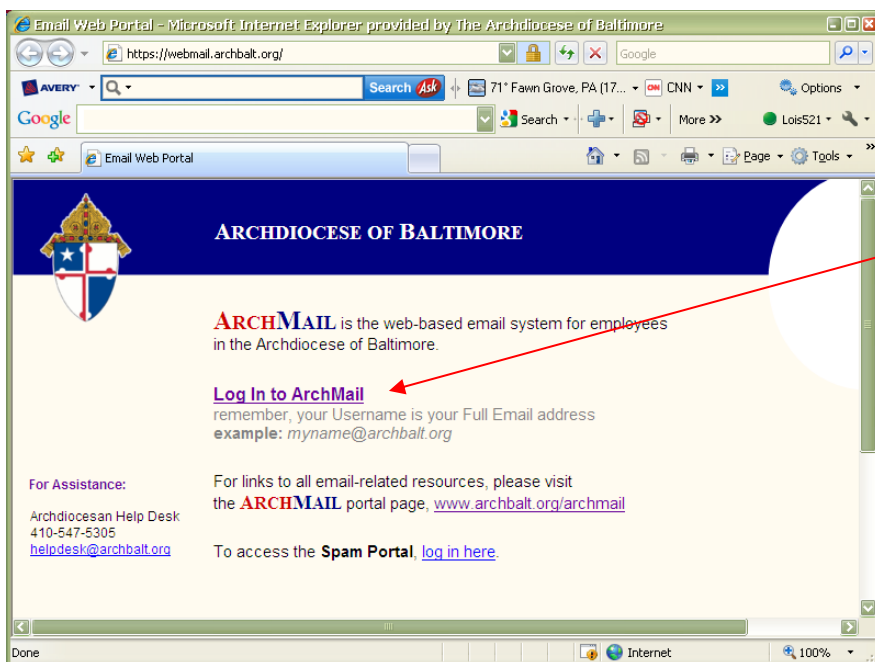 Email Web Portal - Microsoft Internet Explorer provided by The Archdiocese of Baltimore
https://webmail.archbalt.org/
Google
AVERY
Search Ask
71° Fawn Grove, PA (17...
CNN
Options
Google
Search
More >>
Lois521
Email Web Portal
Page
Tools
ARCHDIOCESE OF BALTIMORE
ARCHMAIL is the web-based email system for employees
in the Archdiocese of Baltimore.
Log In to ArchMail
remember, your Username is your Full Email address
example: myname@archbalt.org
For links to all email-related resources, please visit
the ARCHMAIL portal page, www.archbalt.org/archmail
To access the Spam Portal, log in here.
For Assistance:
Archdiocesan Help Desk
410-547-5305
helpdesk@archbalt.org
Done
Internet
100%